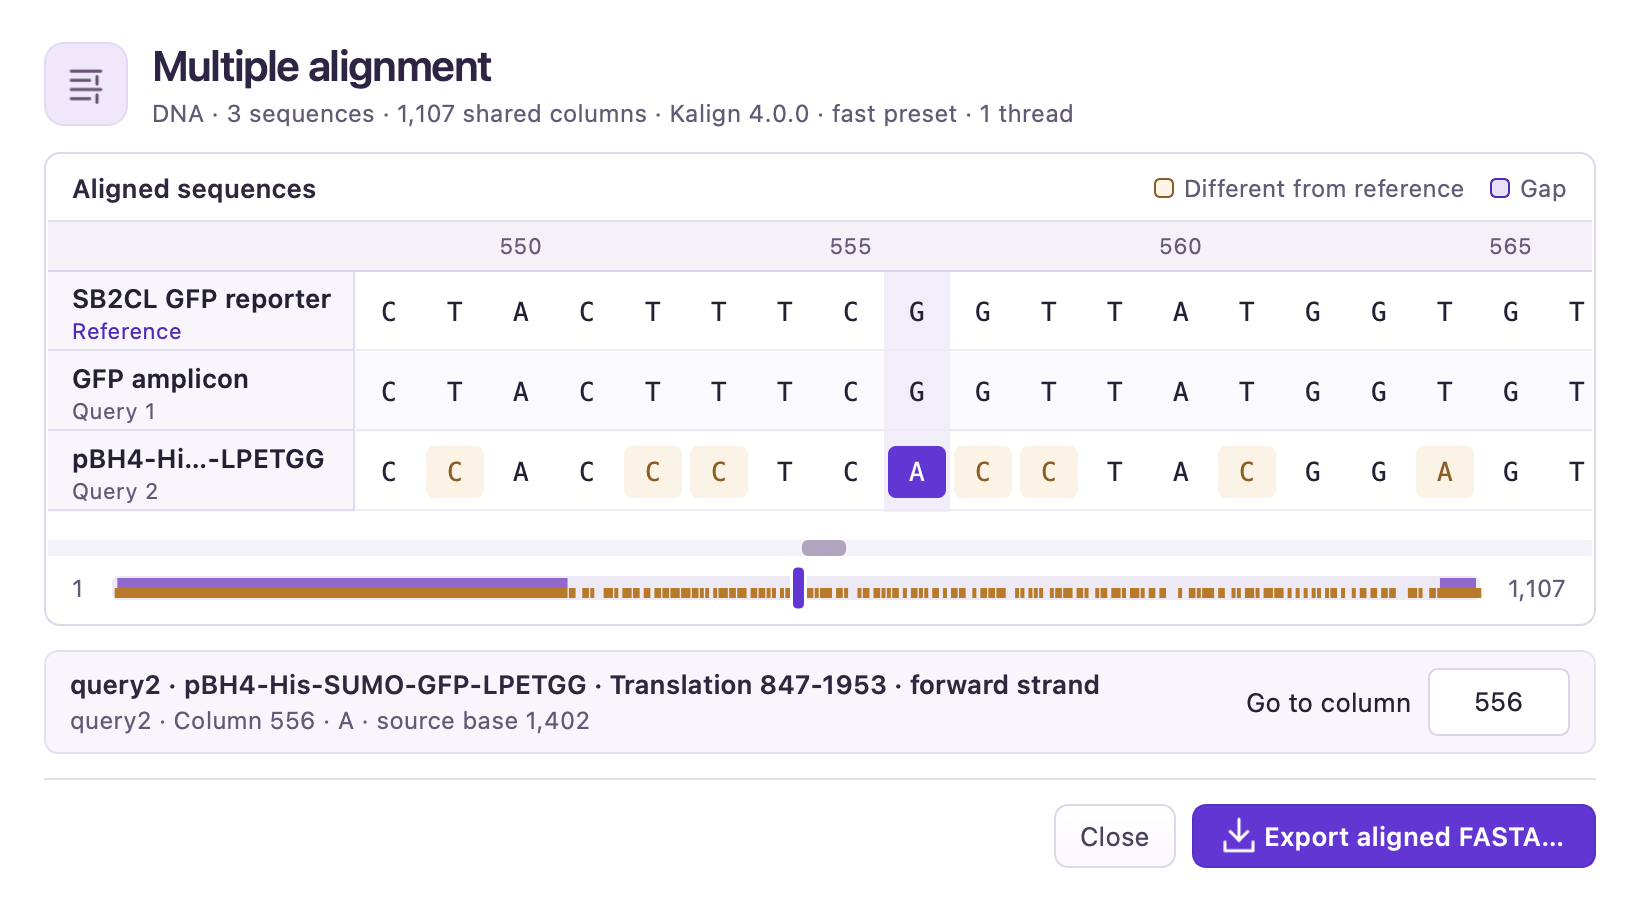 Multiple alignment
DNA · 3 sequences · 1,107 shared columns · Kalign 4.0.0 · fast preset · 1 thread
Aligned sequences
Different from reference
Gap
550 555 560 565
SB2CL GFP reporter
Reference
C T A C T T T C G G T T A T G G T G T
GFP amplicon
Query 1
C T A C T T T C G G T T A T G G T G T
pBH4-Hi...-LPETGG
Query 2
C C A C C C T C A C C T A C G G A G T
1
1,107
query2 · pBH4-His-SUMO-GFP-LPETGG · Translation 847-1953 · forward strand
query2 · Column 556 · A · source base 1,402
Go to column
556
Close
Export aligned FASTA...